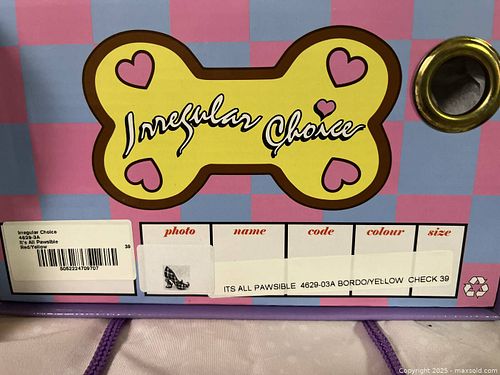 Irregular Choice
photo name code colour size
Irregular Choice
4629-3A
It's All Pawsible
Red/Yellow
39
5052224709707
ITS ALL PAWSIBLE 4629-03A BORDO/YELLOW CHECK 39
Copyright 2025 - maxsold.com